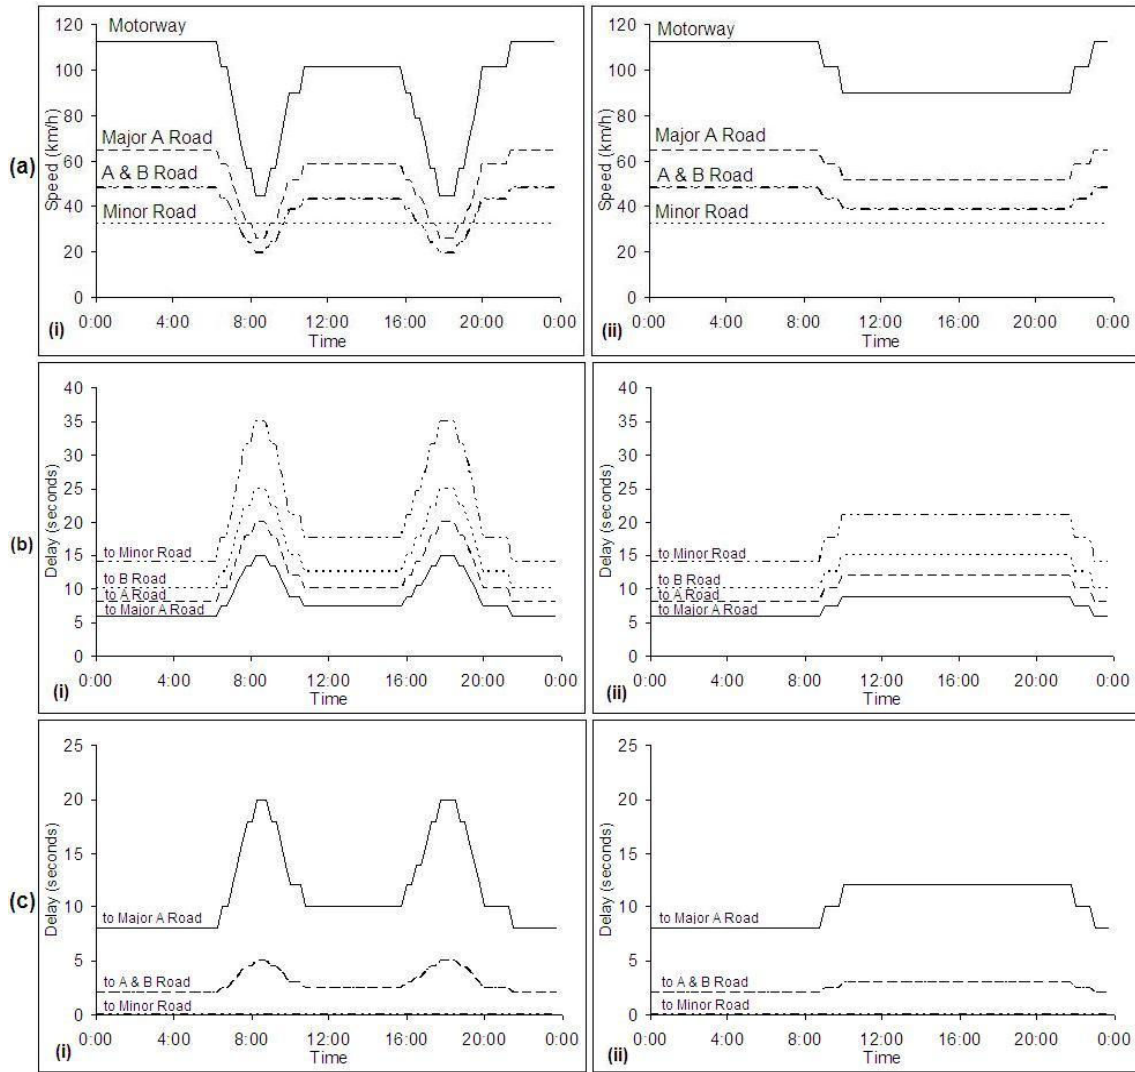 (a)
120
100
80
60
40
20
0
Speed (km/h)
Motorway
Major A Road
A & B Road
Minor Road
0:00 4:00 8:00 12:00 16:00 20:00 0:00
Time
(i)
120
100
80
60
40
20
0
Speed (km/h)
Motorway
Major A Road
A & B Road
Minor Road
0:00 4:00 8:00 12:00 16:00 20:00 0:00
Time
(ii)
(b)
40
35
30
25
20
15
10
5
0
Delay (seconds)
to Minor Road
to B Road
to A Road
to Major A Road
0:00 4:00 8:00 12:00 16:00 20:00 0:00
Time
(i)
40
35
30
25
20
15
10
5
0
Delay (seconds)
to Minor Road
to B Road
to A Road
to Major A Road
0:00 4:00 8:00 12:00 16:00 20:00 0:00
Time
(ii)
(c)
25
20
15
10
5
0
Delay (seconds)
to Major A Road
to A & B Road
to Minor Road
0:00 4:00 8:00 12:00 16:00 20:00 0:00
Time
(i)
25
20
15
10
5
0
Delay (seconds)
to Major A Road
to A & B Road
to Minor Road
0:00 4:00 8:00 12:00 16:00 20:00 0:00
Time
(ii)